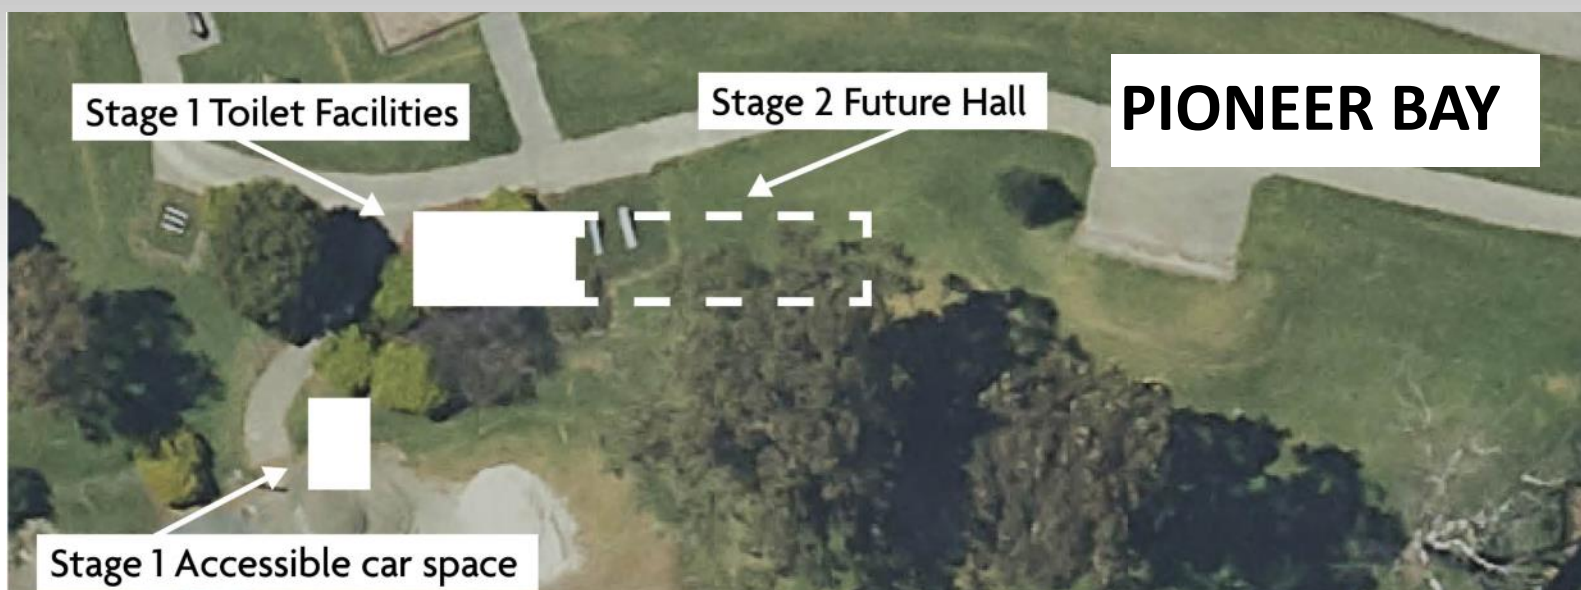 Stage 1 Toilet Facilities
Stage 2 Future Hall
PIONEER BAY
Stage 1 Accessible car space